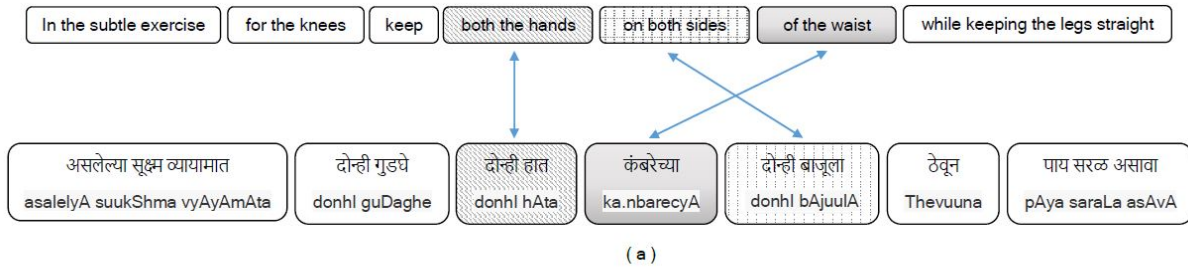 In the subtle exercise for the knees keep both the hands on both sides of the waist while keeping the legs straight
असलेल्या सूक्ष्म व्यायामात दोन्ही गुडघे दोन्ही हात कंबरेच्या दोन्ही बाजूला ठेवून पाय सरळ असावा
asalelyA suukShma vyAyAmAta donhI guDaghe donhI hAta ka.nbarecyA donhI bAjuulA Thevuuna pAya saraLa asAvA
( a )